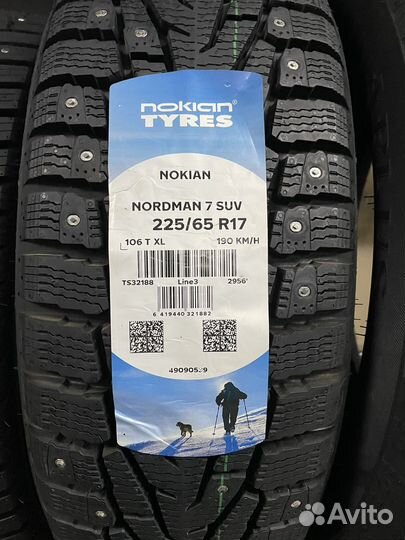 nokian®
TYRES
NOKIAN
NORDMAN 7 SUV
225/65 R17
106 T XL 190 KM/H
TS32188 Line3 2956
6 419440 321882
Avito